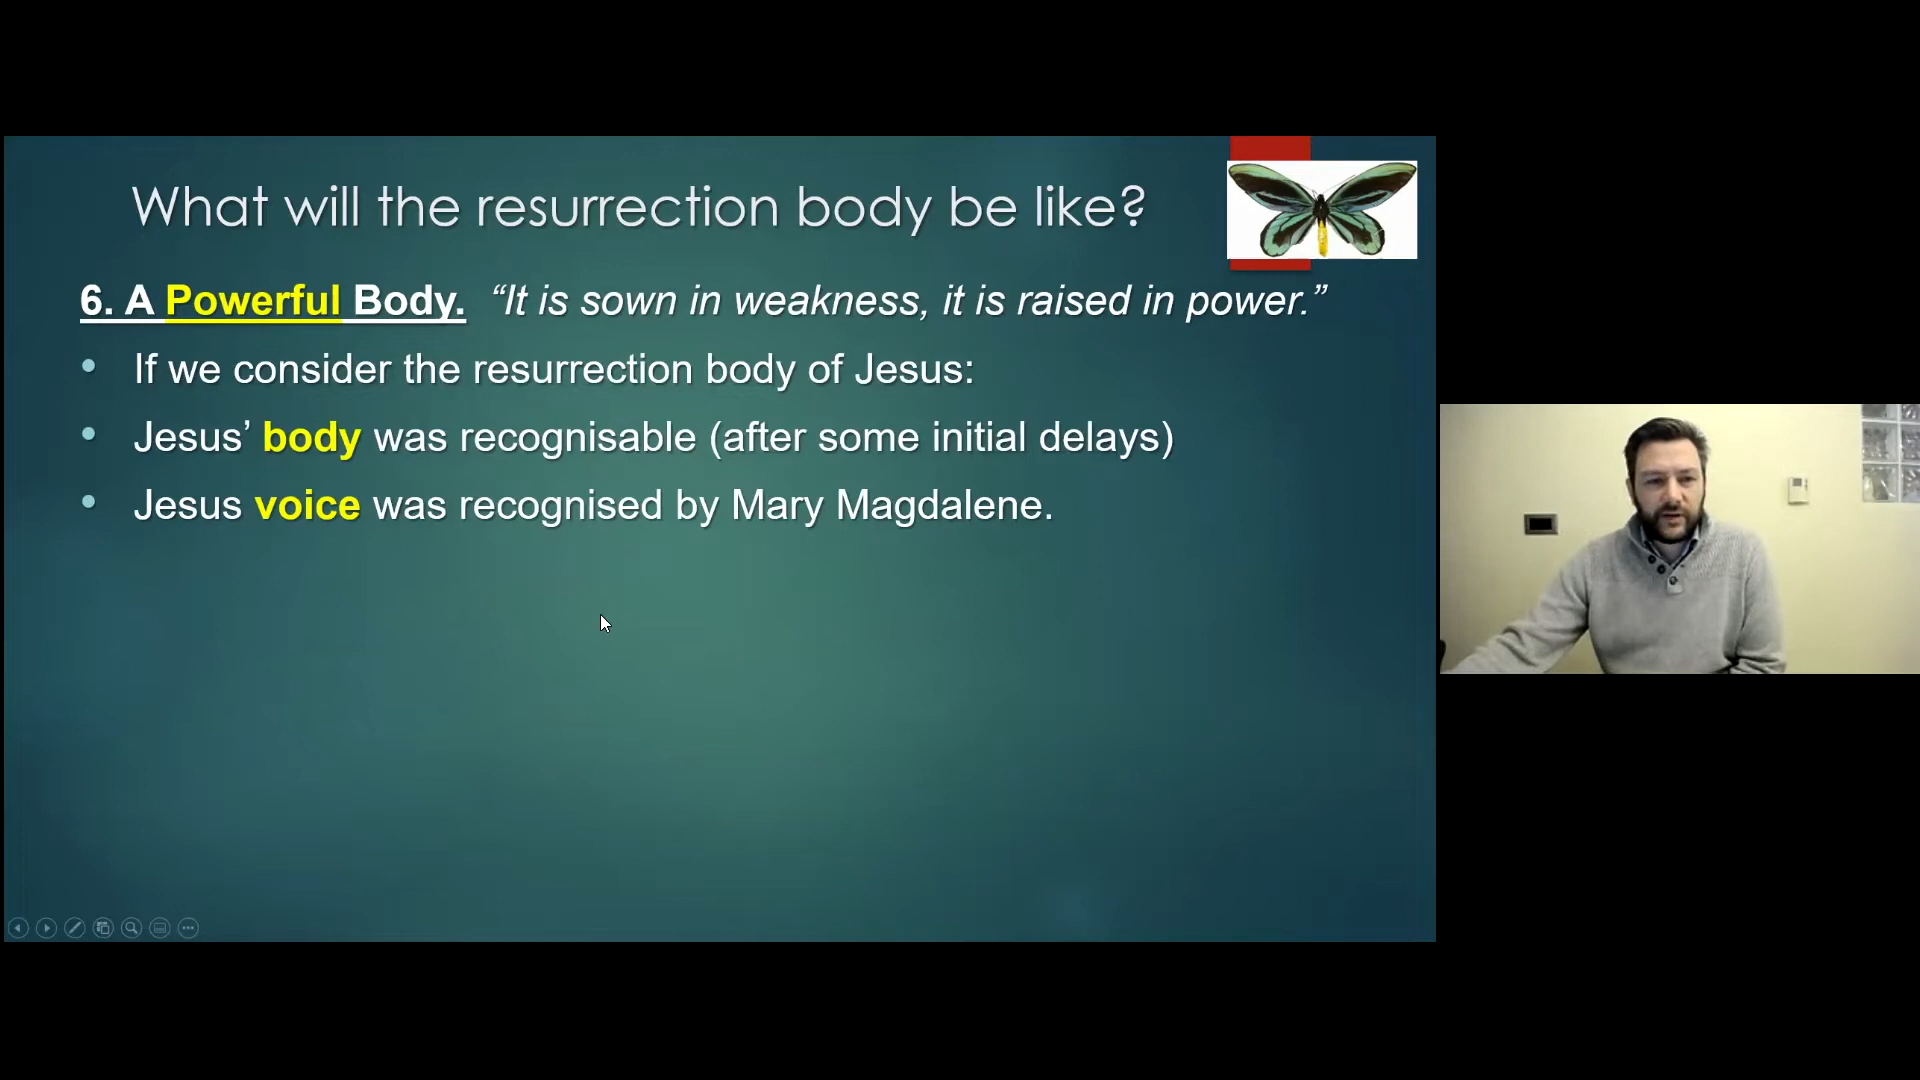 What will the resurrection body be like?
6. A Powerful Body. “It is sown in weakness, it is raised in power.”
• If we consider the resurrection body of Jesus:
• Jesus’ body was recognisable (after some initial delays)
• Jesus voice was recognised by Mary Magdalene.